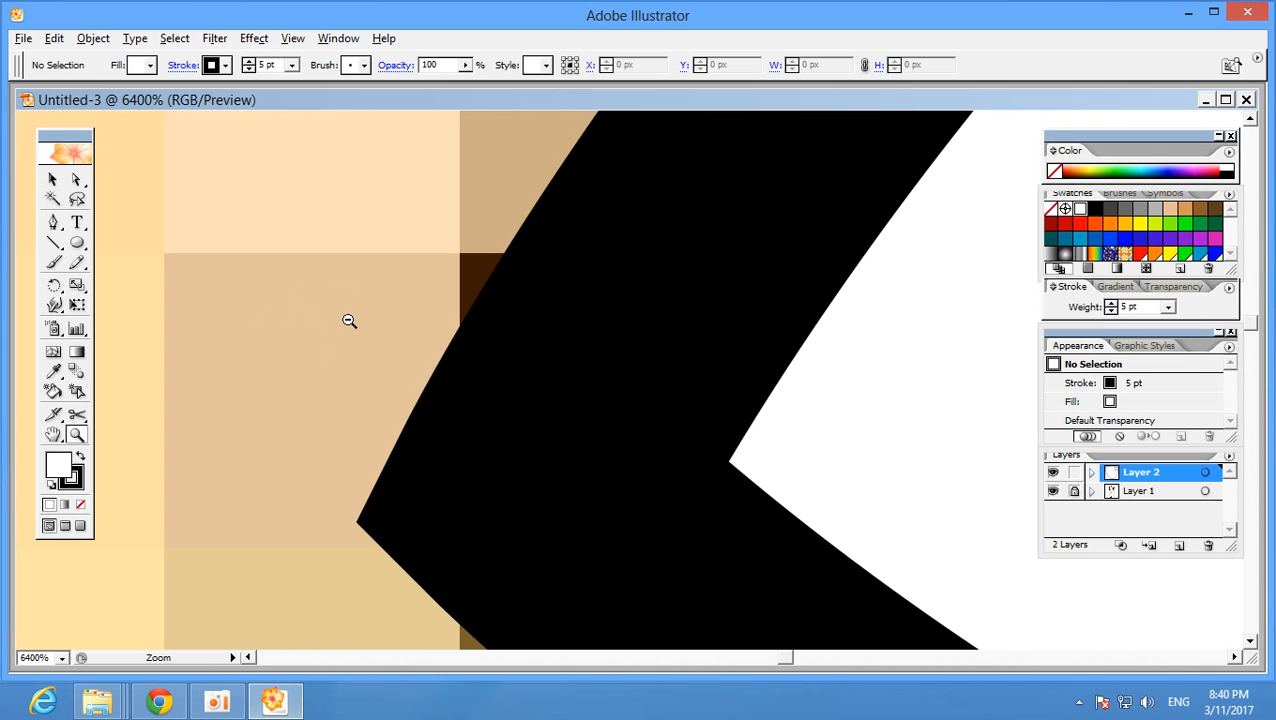 Adobe Illustrator
File Edit Object Type Select Filter Effect View Window Help
No Selection Fill: Stroke: 5 pt Brush: Opacity: 100 % Style: X: 0 px Y: 0 px W: 0 px H: 0 px
Untitled-3 @ 6400% (RGB/Preview)
Color
Swatches Brushes Symbols
Stroke Gradient Transparency
Weight: 5 pt
Appearance Graphic Styles
No Selection
Stroke: 5 pt
Fill:
Default Transparency
Layers
Layer 2
Layer 1
2 Layers
6400% Zoom
ENG
8:40 PM
3/11/2017